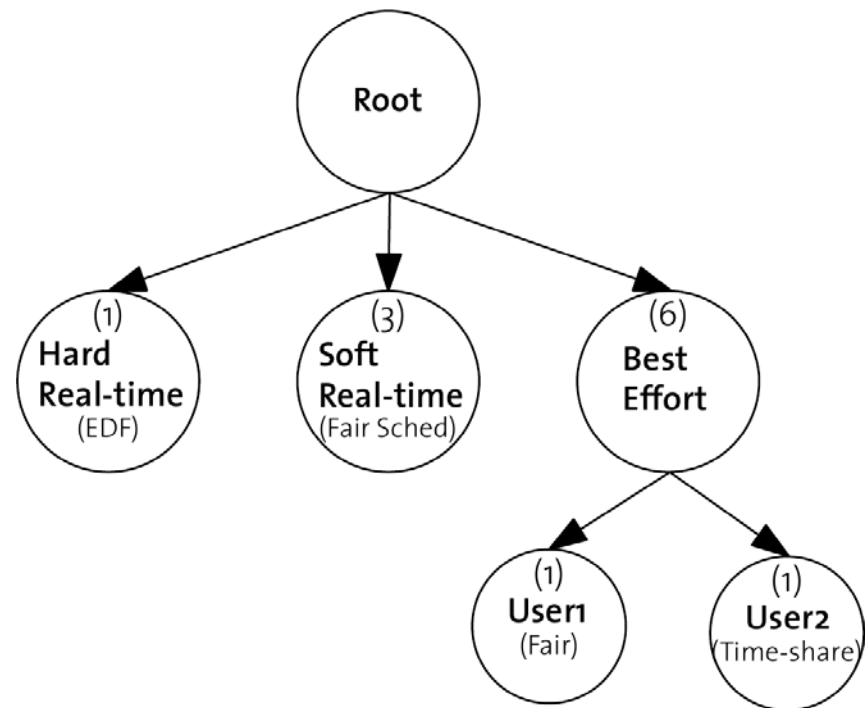 Root
(1)
Hard
Real-time
(EDF)
(3)
Soft
Real-time
(Fair Sched)
(6)
Best
Effort
(1)
User1
(Fair)
(1)
User2
(Time-share)